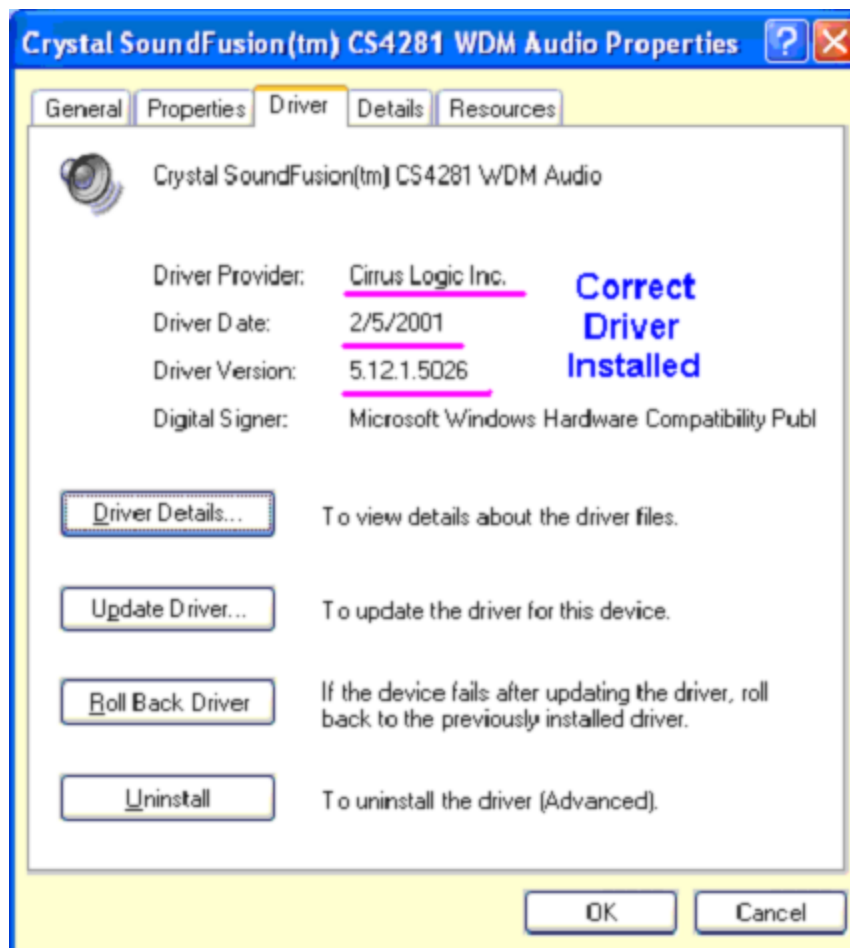 Crystal SoundFusion(tm) CS4281 WDM Audio Properties
General Properties Driver Details Resources
Crystal SoundFusion(tm) CS4281 WDM Audio
Driver Provider: Cirrus Logic Inc.
Driver Date: 2/5/2001
Driver Version: 5.12.1.5026
Correct
Driver
Installed
Digital Signer: Microsoft Windows Hardware Compatibility Publ
Driver Details... To view details about the driver files.
Update Driver... To update the driver for this device.
Roll Back Driver If the device fails after updating the driver, roll
back to the previously installed driver.
Uninstall To uninstall the driver (Advanced).
OK Cancel